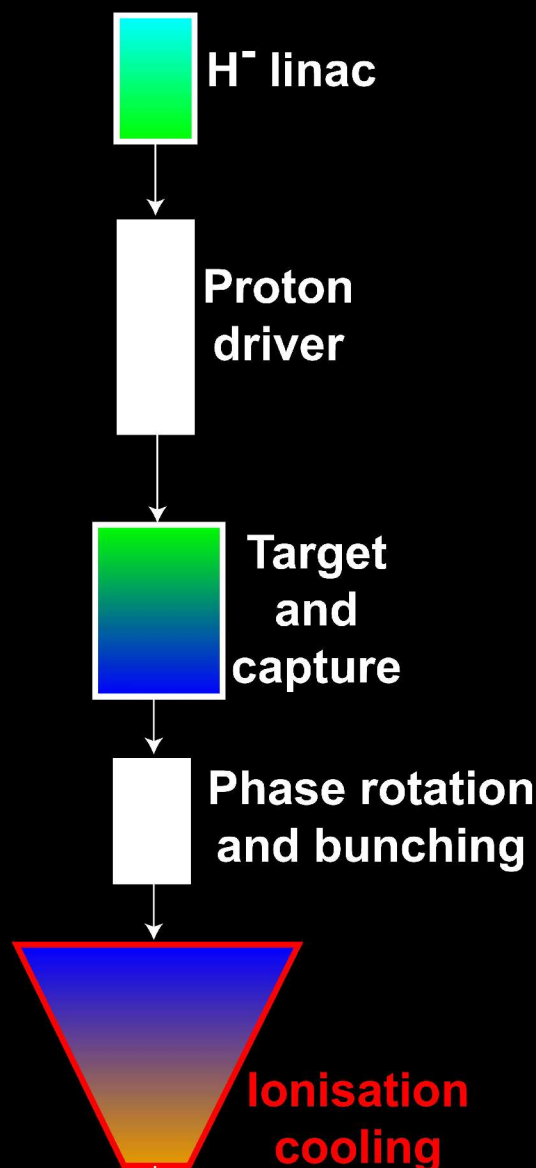 H⁻ linac
Proton
driver
Target
and
capture
Phase rotation
and bunching
Ionisation
cooling